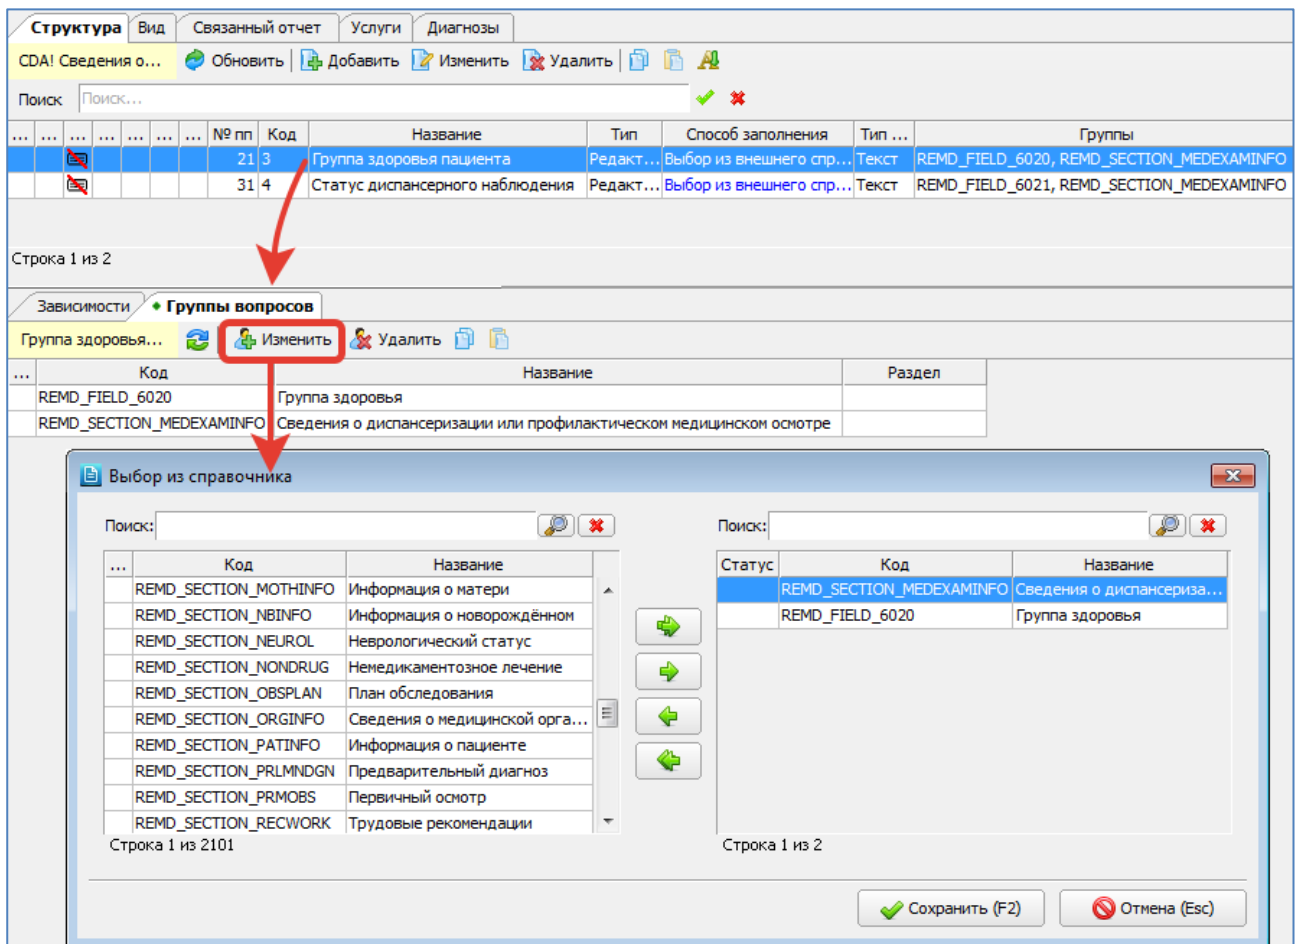 Структура Вид Связанный отчет Услуги Диагнозы
CDA! Сведения о... Обновить Добавить Изменить Удалить
Поиск Поиск...
... ... ... ... ... ... ... № пп Код Название Тип Способ заполнения Тип ... Группы
21 3 Группа здоровья пациента Редакт... Выбор из внешнего спр... Текст REMD_FIELD_6020, REMD_SECTION_MEDEXAMINFO
31 4 Статус диспансерного наблюдения Редакт... Выбор из внешнего спр... Текст REMD_FIELD_6021, REMD_SECTION_MEDEXAMINFO
Строка 1 из 2
Зависимости Группы вопросов
Группа здоровья... Изменить Удалить
... Код Название Раздел
REMD_FIELD_6020 Группа здоровья
REMD_SECTION_MEDEXAMINFO Сведения о диспансеризации или профилактическом медицинском осмотре
Выбор из справочника
Поиск: Поиск:
... Код Название Статус Код Название
REMD_SECTION_MOTHINFO Информация о матери REMD_SECTION_MEDEXAMINFO Сведения о диспансериза...
REMD_SECTION_NBINFO Информация о новорождённом REMD_FIELD_6020 Группа здоровья
REMD_SECTION_NEUROL Неврологический статус
REMD_SECTION_NONDRUG Немедикаментозное лечение
REMD_SECTION_OBSPLAN План обследования
REMD_SECTION_ORGINFO Сведения о медицинской орга...
REMD_SECTION_PATINFO Информация о пациенте
REMD_SECTION_PRLMNDGN Предварительный диагноз
REMD_SECTION_PRMOBS Первичный осмотр
REMD_SECTION_RECWORK Трудовые рекомендации
Строка 1 из 2101 Строка 1 из 2
Сохранить (F2) Отмена (Esc)